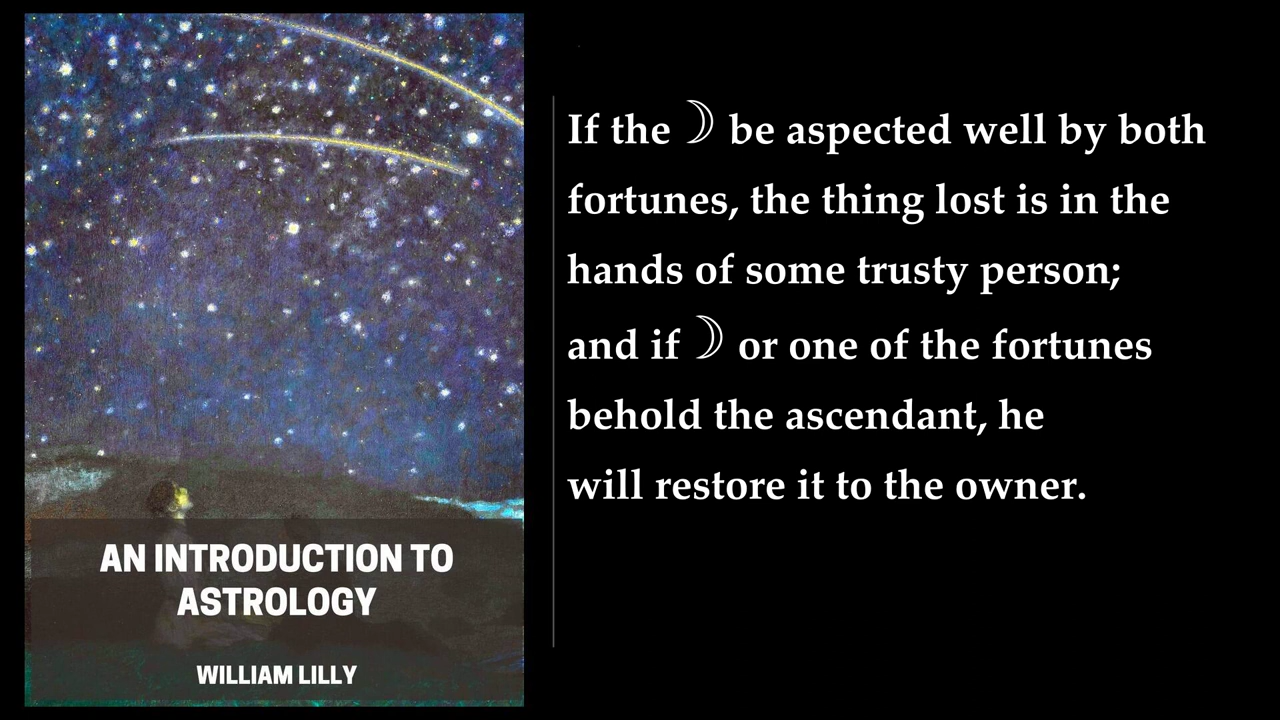 AN INTRODUCTION TO
ASTROLOGY
WILLIAM LILLY
If the ☽ be aspected well by both
fortunes, the thing lost is in the
hands of some trusty person;
and if ☽ or one of the fortunes
behold the ascendant, he
will restore it to the owner.